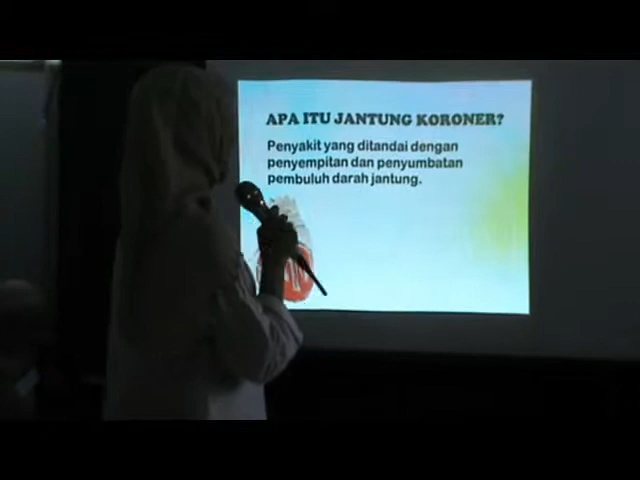 APA ITU JANTUNG KORONER?
Penyakit yang ditandai dengan
penyempitan dan penyumbatan
pembuluh darah jantung.